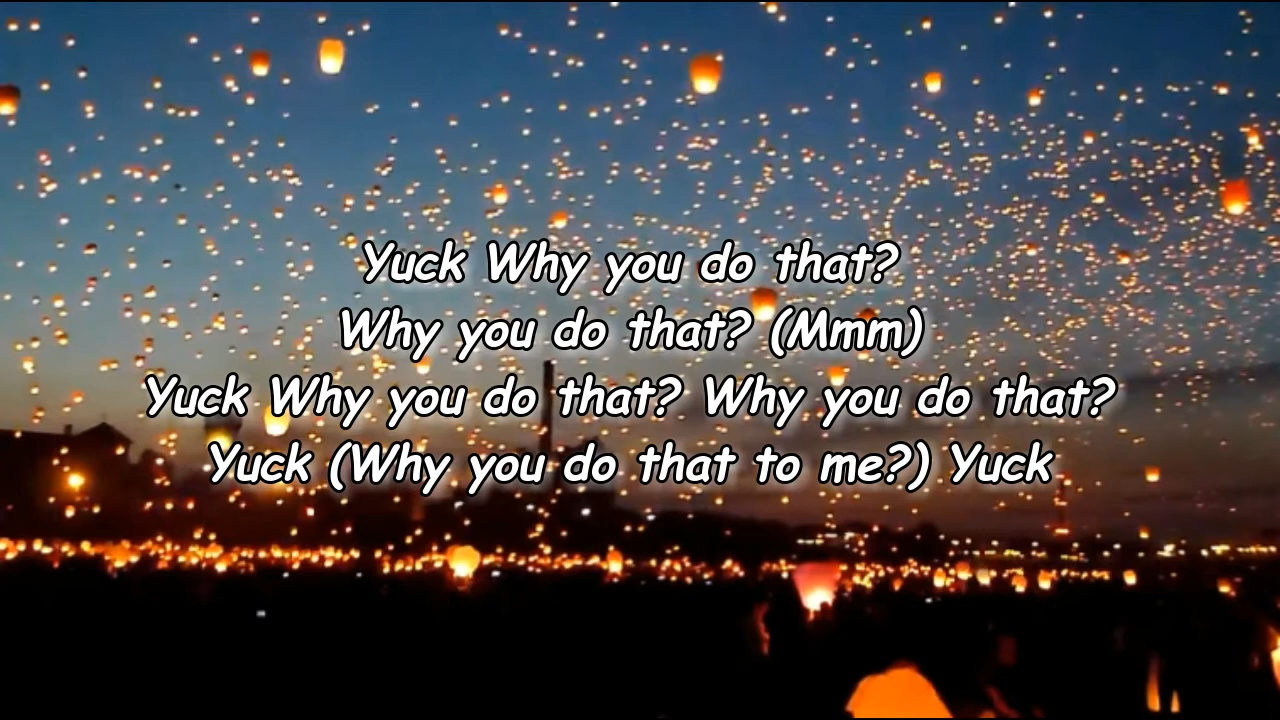 Yuck Why you do that?
Why you do that? (Mmm)
Yuck Why you do that? Why you do that?
Yuck (Why you do that to me?) Yuck